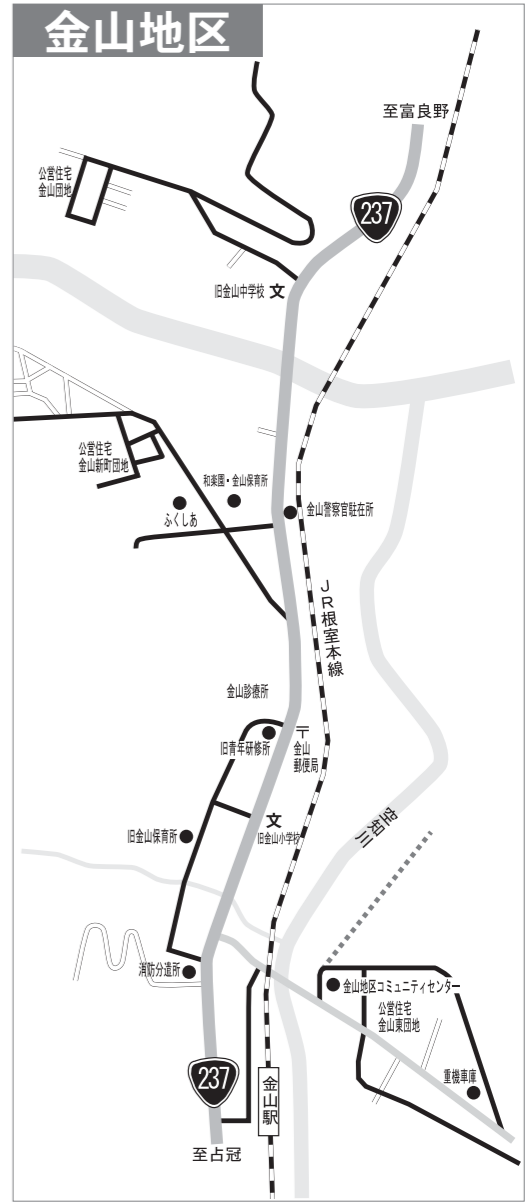 金山地区
至富良野
公営住宅
金山団地
237
旧金山中学校
文
公営住宅
金山新町団地
和楽園・金山保育所
ふくしあ
金山警察官駐在所
JR根室本線
金山診療所
旧青年研修所
〒
金山
郵便局
文
旧金山小学校
旧金山保育所
空知川
消防分遣所
金山地区コミュニティセンター
公営住宅
金山東団地
重機車庫
237
金山駅
至占冠